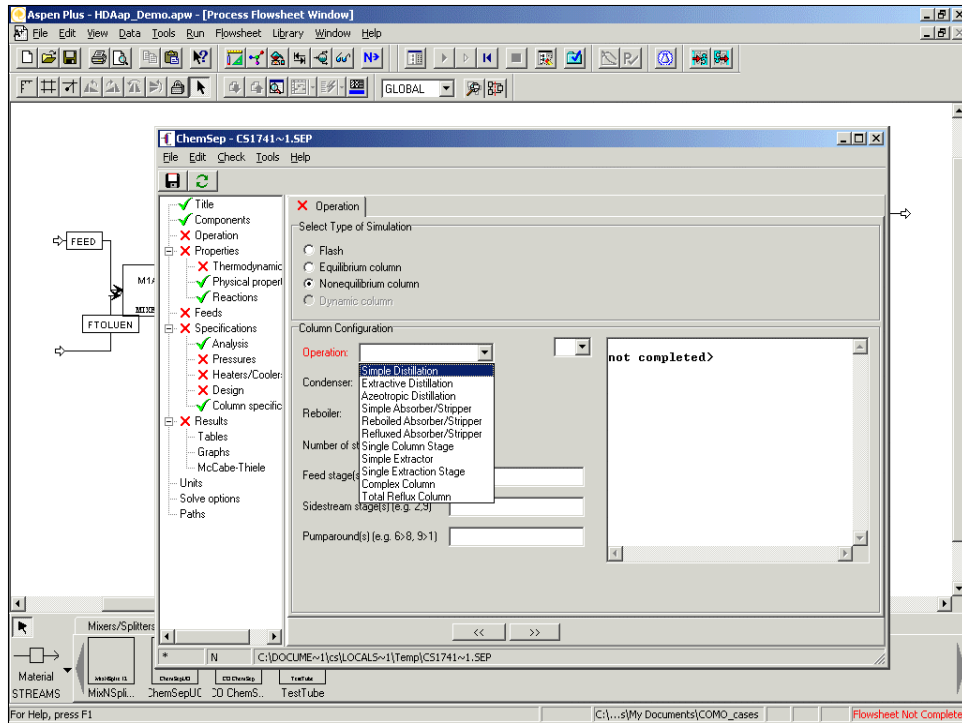 Aspen Plus - HDAap_Demo.apw - [Process Flowsheet Window]
File Edit View Data Tools Run Flowsheet Library Window Help
N>
GLOBAL
ChemSep - CS1741~1.SEP
File Edit Check Tools Help
Title
Components
Operation
Properties
Thermodynamic
Physical propert
Reactions
Feeds
Specifications
Analysis
Pressures
Heaters/Cooler:
Design
Column specific
Results
Tables
Graphs
McCabe-Thiele
Units
Solve options
Paths
Operation
Select Type of Simulation
Flash
Equilibrium column
Nonequilibrium column
Dynamic column
Column Configuration
Operation:
Condenser:
Reboiler:
Number of st
Feed stage(s
Sidestream stage(s) (e.g. 2,9)
Pumparound(s) (e.g. 6>8, 9>1)
Simple Distillation
Extractive Distillation
Azeotropic Distillation
Simple Absorber/Stripper
Reboiled Absorber/Stripper
Refluxed Absorber/Stripper
Single Column Stage
Simple Extractor
Single Extraction Stage
Complex Column
Total Reflux Column
not completed>
<< >>
* N C:\DOCUME~1\cs\LOCALS~1\Temp\CS1741~1.SEP
FEED
M1A
MIXE
FTOLUEN
Mixers/Splitters
Material
STREAMS
MixNSpli... ChemSepUO CO ChemS.. TestTube
For Help, press F1
C:\...s\My Documents\COMO_cases
Flowsheet Not Complete